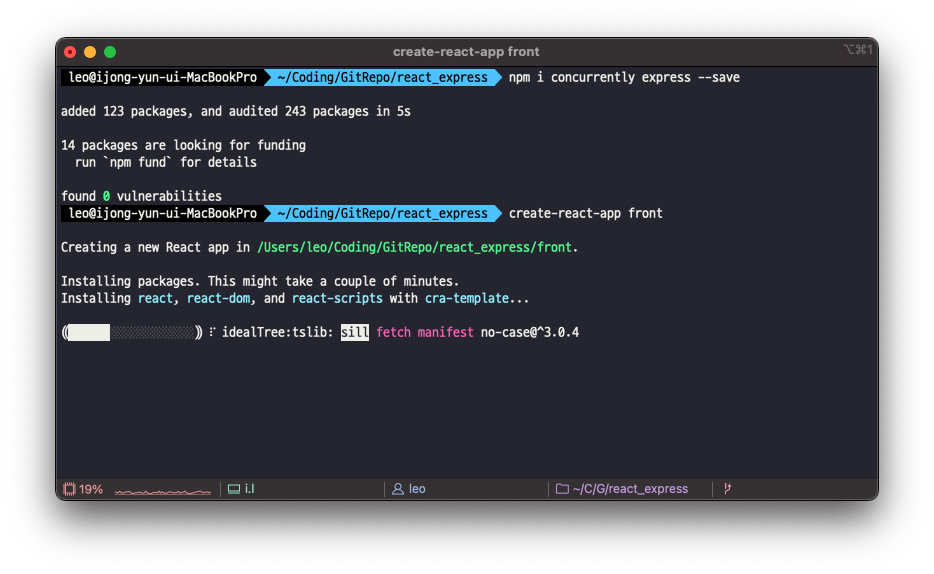 create-react-app front
⌥⌘1
leo@ijong-yun-ui-MacBookPro ~/Coding/GitRepo/react_express npm i concurrently express --save
added 123 packages, and audited 243 packages in 5s
14 packages are looking for funding
run `npm fund` for details
found 0 vulnerabilities
leo@ijong-yun-ui-MacBookPro ~/Coding/GitRepo/react_express create-react-app front
Creating a new React app in /Users/leo/Coding/GitRepo/react_express/front.
Installing packages. This might take a couple of minutes.
Installing react, react-dom, and react-scripts with cra-template...
idealTree:tslib: sill fetch manifest no-case@^3.0.4
19% i.l leo ~/C/G/react_express